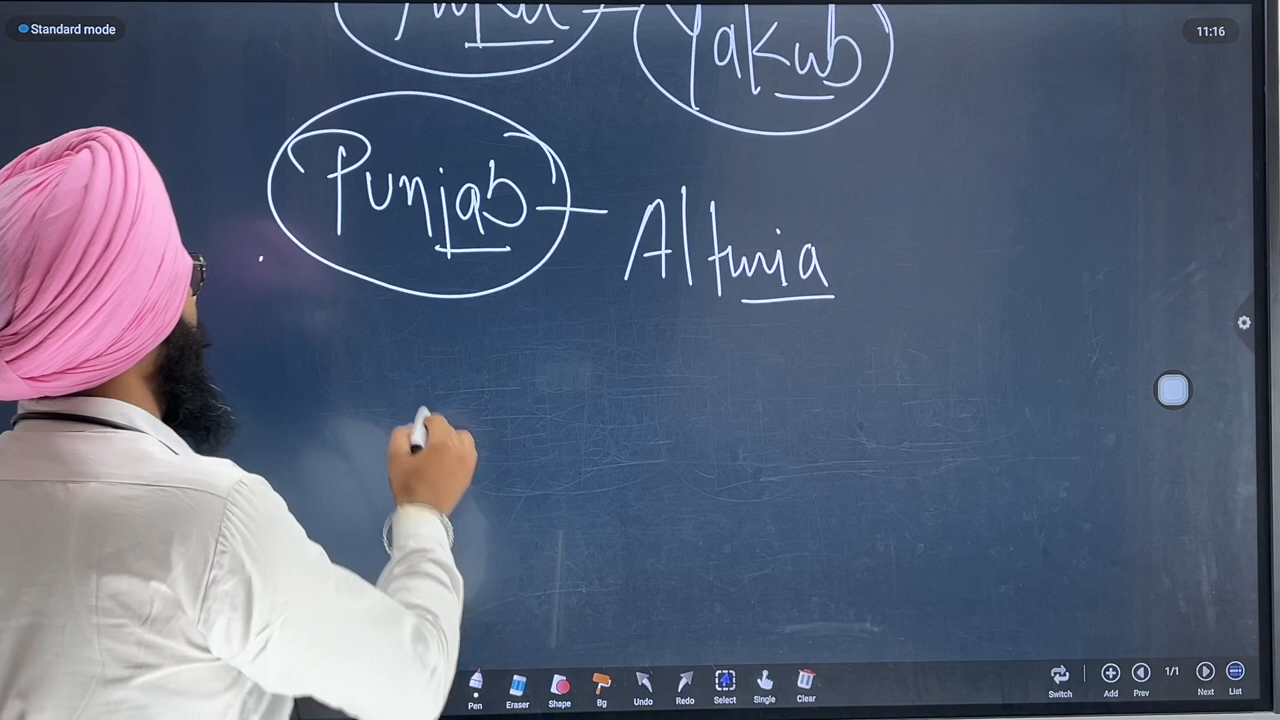 Standard mode
11:16
Yakub
Punjab - Altunia
Pen Eraser Shape Bg Undo Redo Select Single Clear
Switch Add Prev 1/1 Next List